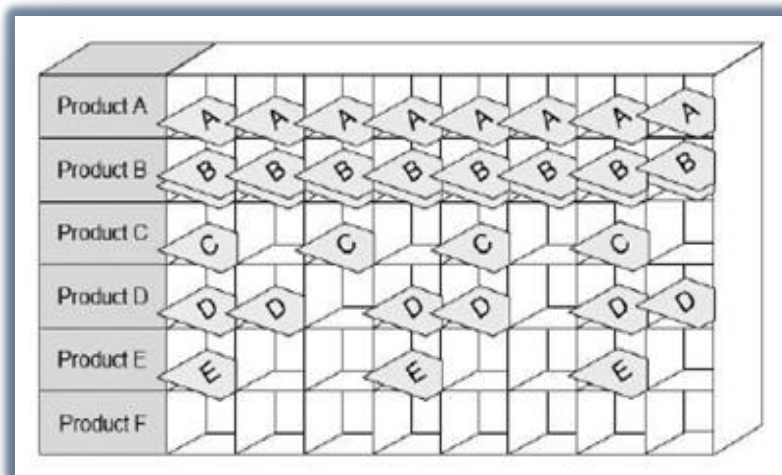 Product A A A A A A A A A
Product B B B B B B B B B
Product C C C C C
Product D D D D D D D
Product E E E E
Product F